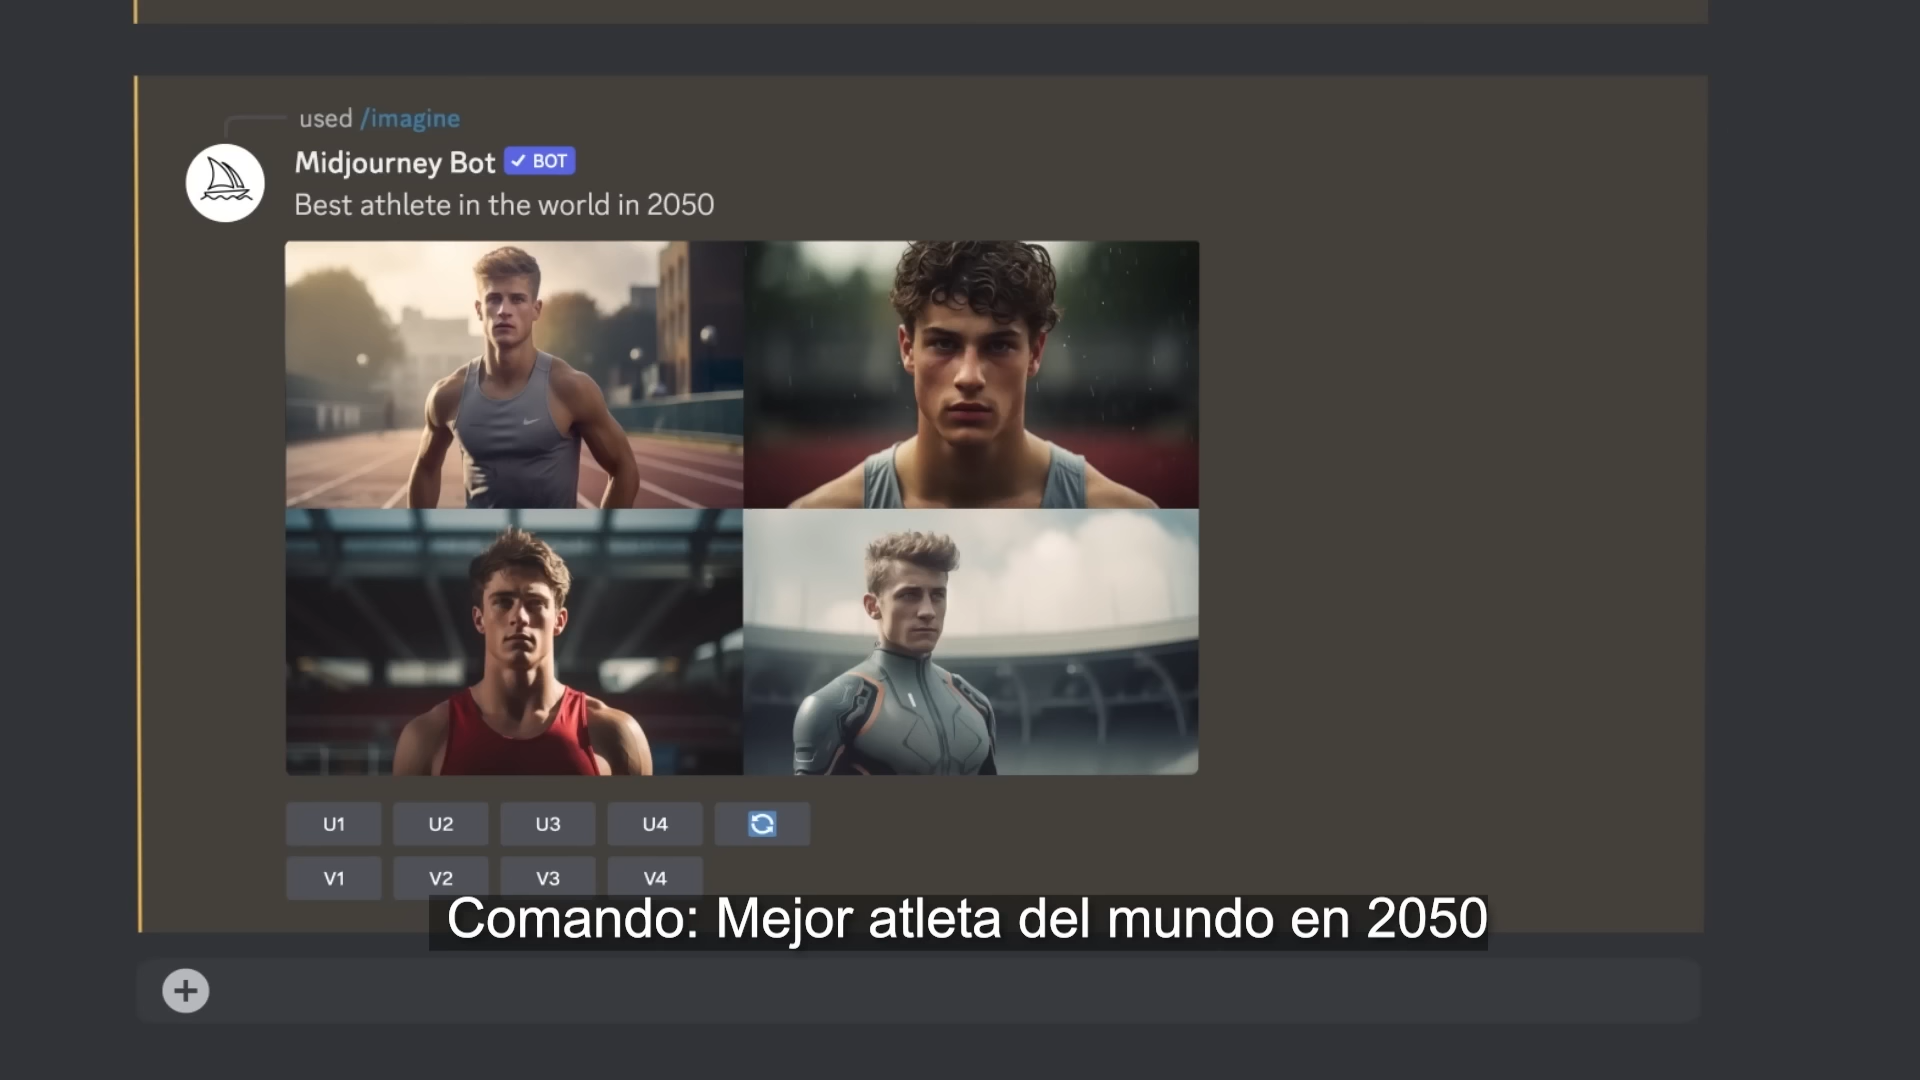 used /imagine
Midjourney Bot ✓ BOT
Best athlete in the world in 2050
U1 U2 U3 U4
V1 V2 V3 V4
Comando: Mejor atleta del mundo en 2050